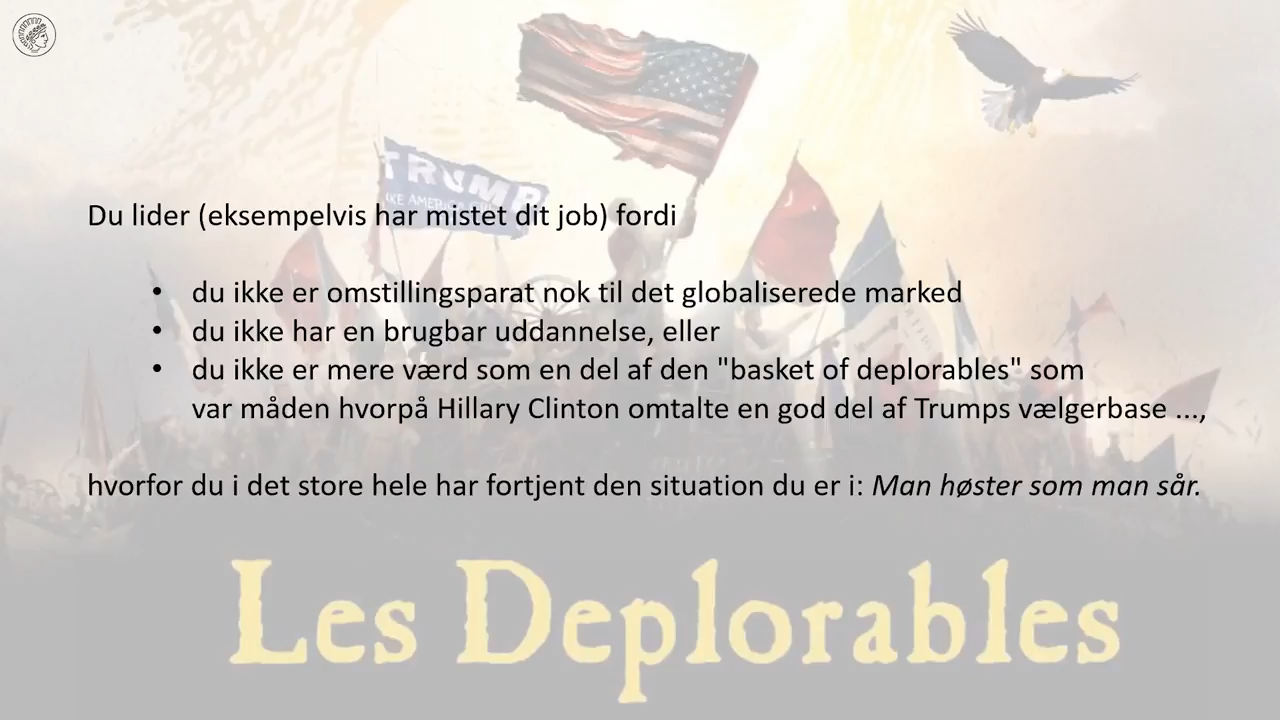 TRUMP
Du lider (eksempelvis har mistet dit job) fordi
• du ikke er omstillingsparat nok til det globaliserede marked
• du ikke har en brugbar uddannelse, eller
• du ikke er mere værd som en del af den "basket of deplorables" som
var måden hvorpå Hillary Clinton omtalte en god del af Trumps vælgerbase ...,
hvorfor du i det store hele har fortjent den situation du er i: Man høster som man sår.
Les Deplorables